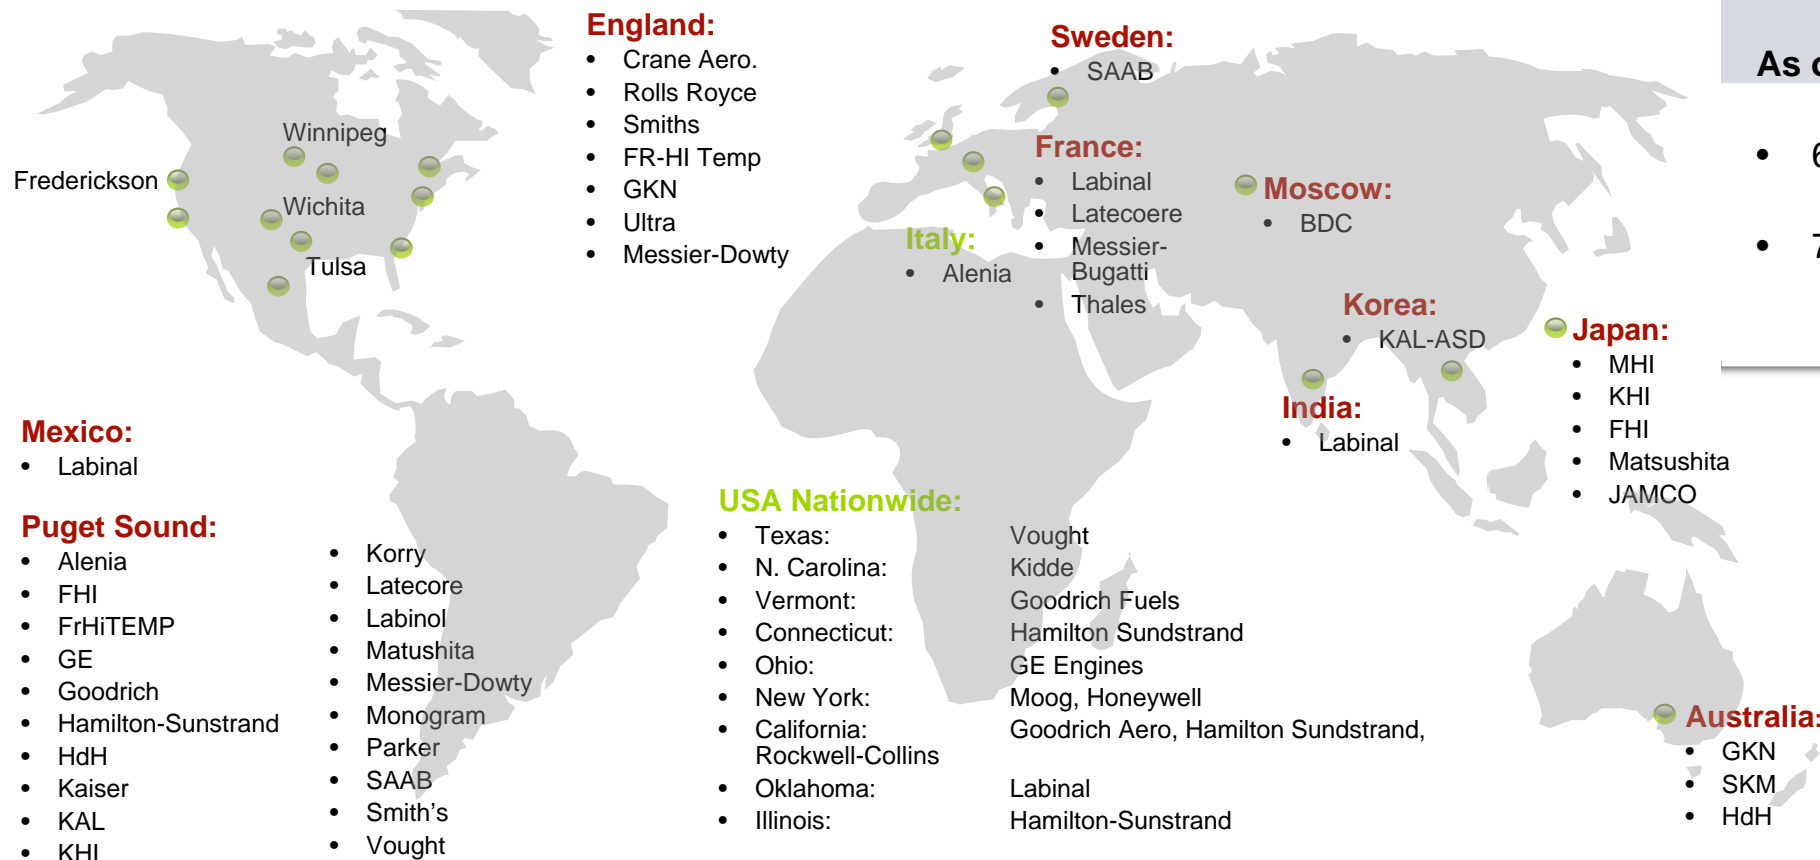 England:
• Crane Aero.
• Rolls Royce
• Smiths
• FR-HI Temp
• GKN
• Ultra
• Messier-Dowty
Sweden:
• SAAB
As
• 6
• 7
Winnipeg
Frederickson
Wichita
Tulsa
France:
• Labinal
• Latecoere
• Messier-
Bugatti
• Thales
Italy:
• Alenia
Moscow:
• BDC
Korea:
• KAL-ASD
Japan:
• MHI
• KHI
• FHI
• Matsushita
• JAMCO
India:
• Labinal
Mexico:
• Labinal
Puget Sound:
• Alenia
• FHI
• FrHiTEMP
• GE
• Goodrich
• Hamilton-Sunstrand
• HdH
• Kaiser
• KAL
• KHI
• Korry
• Latecore
• Labinol
• Matushita
• Messier-Dowty
• Monogram
• Parker
• SAAB
• Smith's
• Vought
USA Nationwide:
• Texas: Vought
• N. Carolina: Kidde
• Vermont: Goodrich Fuels
• Connecticut: Hamilton Sundstrand
• Ohio: GE Engines
• New York: Moog, Honeywell
• California: Goodrich Aero, Hamilton Sundstrand,
Rockwell-Collins
• Oklahoma: Labinal
• Illinois: Hamilton-Sunstrand
Australia:
• GKN
• SKM
• HdH